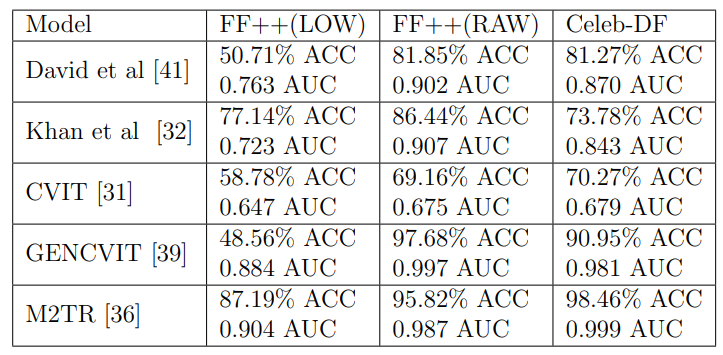 Model FF++(LOW) FF++(RAW) Celeb-DF
David et al [41] 50.71% ACC 81.85% ACC 81.27% ACC
0.763 AUC 0.902 AUC 0.870 AUC
Khan et al [32] 77.14% ACC 86.44% ACC 73.78% ACC
0.723 AUC 0.907 AUC 0.843 AUC
CVIT [31] 58.78% ACC 69.16% ACC 70.27% ACC
0.647 AUC 0.675 AUC 0.679 AUC
GENCVIT [39] 48.56% ACC 97.68% ACC 90.95% ACC
0.884 AUC 0.997 AUC 0.981 AUC
M2TR [36] 87.19% ACC 95.82% ACC 98.46% ACC
0.904 AUC 0.987 AUC 0.999 AUC